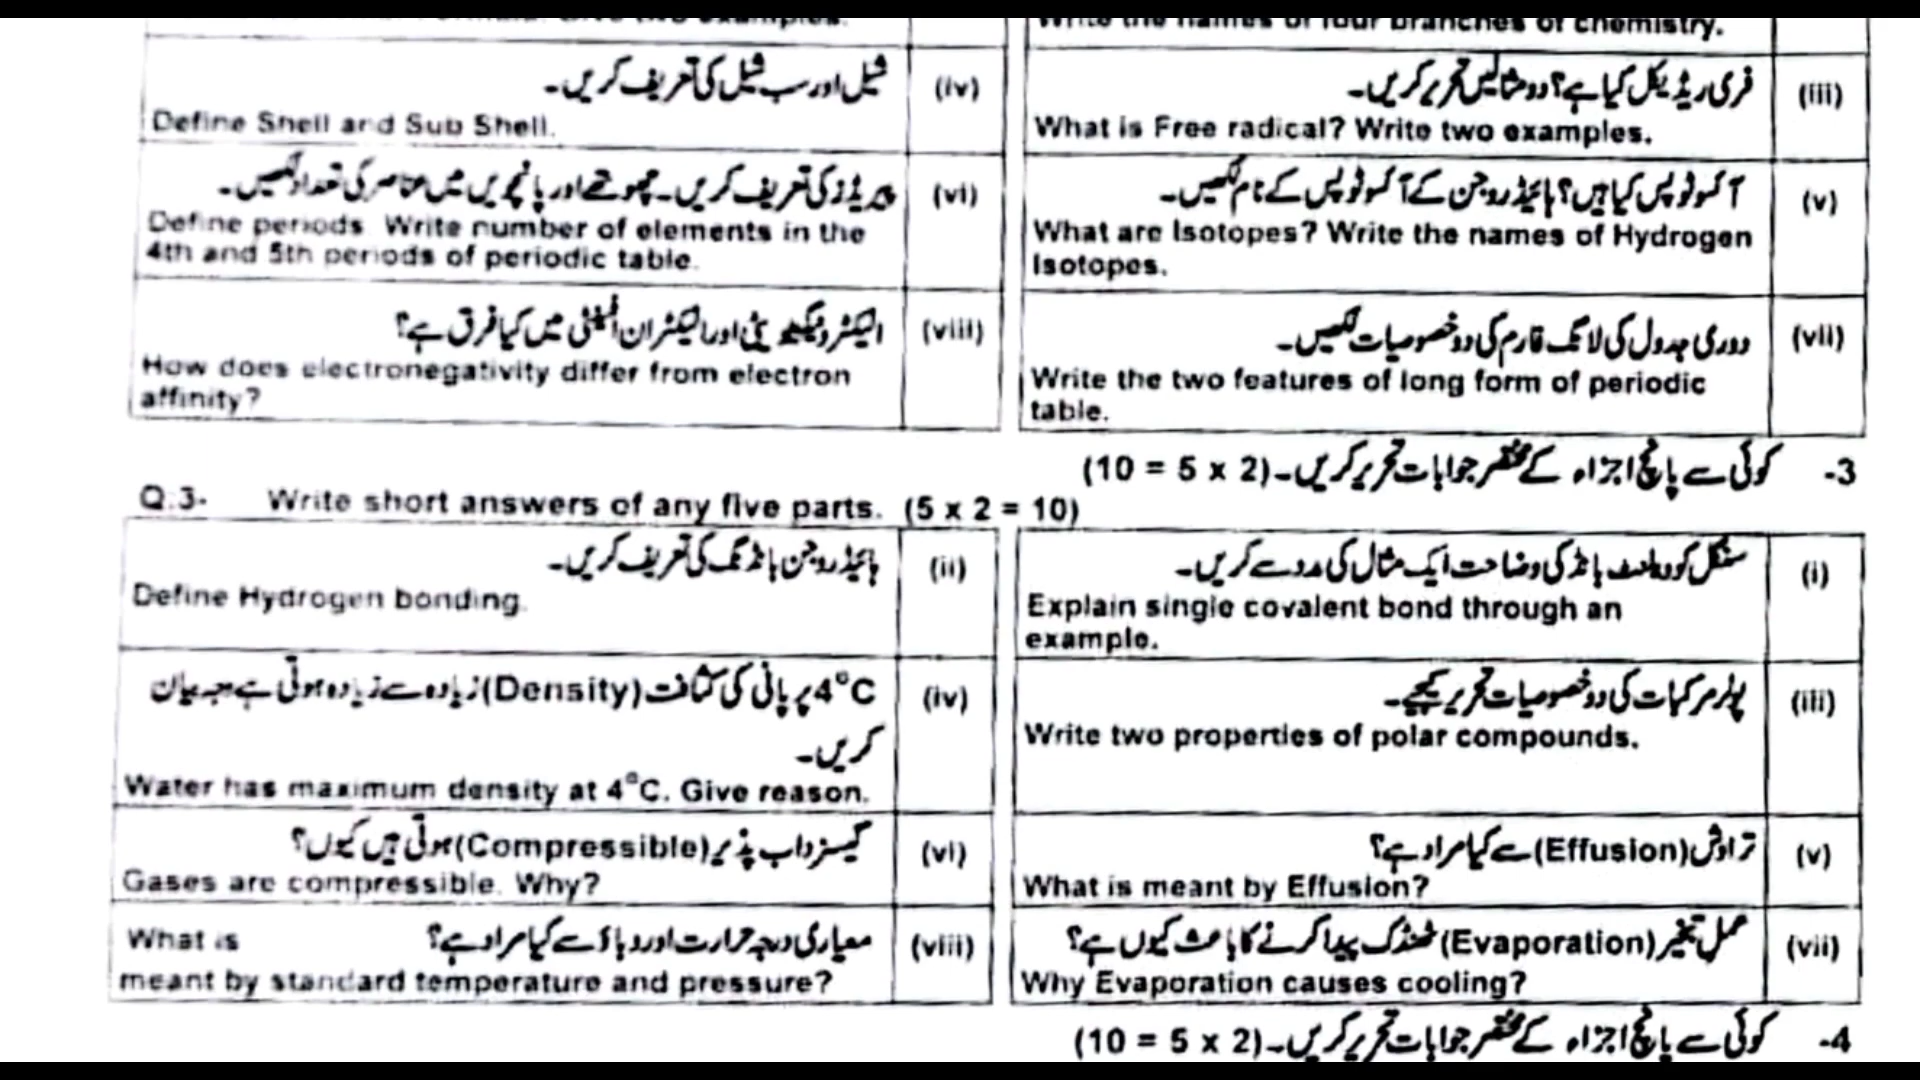 Write the names of four branches of chemistry.
(iii) فری ریڈیکل کیا ہے؟ دو مثالیں تحریر کریں۔
What is Free radical? Write two examples.
(iv) شیل اور سب شیل کی تعریف کریں۔
Define Shell and Sub Shell.
(v) آئسوٹوپس کیا ہیں؟ ہائیڈروجن کے آئسوٹوپس کے نام لکھیں۔
What are Isotopes? Write the names of Hydrogen
Isotopes.
(vi) پیریڈز کی تعریف کریں۔ چوتھے اور پانچویں میں عناصر کی تعداد لکھیں۔
Define periods. Write number of elements in the
4th and 5th periods of periodic table.
(vii) دوری جدول کی لانگ فارم کی دو خصوصیات لکھیں۔
Write the two features of long form of periodic
table.
(viii) الیکٹرونیگیٹیویٹی اور الیکٹران افینیٹی میں کیا فرق ہے؟
How does electronegativity differ from electron
affinity?
3- کوئی سے پانچ اجزاء کے مختصر جوابات تحریر کریں۔ (10 = 5 x 2)
Q.3- Write short answers of any five parts. (5 x 2 = 10)
(i) سنگل کوویلنٹ بانڈ کی وضاحت ایک مثال کی مدد سے کریں۔
Explain single covalent bond through an
example.
(ii) ہائیڈروجن بانڈنگ کی تعریف کریں۔
Define Hydrogen bonding.
(iii) پولر مرکبات کی دو خصوصیات تحریر کیجیے۔
Write two properties of polar compounds.
(iv) 4°C پر پانی کی کثافت (Density) زیادہ سے زیادہ ہوتی ہے وجہ بیان
کریں۔
Water has maximum density at 4°C. Give reason.
(v) تراوش (Effusion) سے کیا مراد ہے؟
What is meant by Effusion?
(vi) گیسز داب پذیر (Compressible) ہوتی ہیں کیوں؟
Gases are compressible. Why?
(vii) عمل تبخیر (Evaporation) ٹھنڈک پیدا کرنے کا باعث کیوں ہے؟
Why Evaporation causes cooling?
(viii) معیاری درجہ حرارت اور دباؤ سے کیا مراد ہے؟ What is
meant by standard temperature and pressure?
4- کوئی سے پانچ اجزاء کے مختصر جوابات تحریر کریں۔ (10 = 5 x 2)